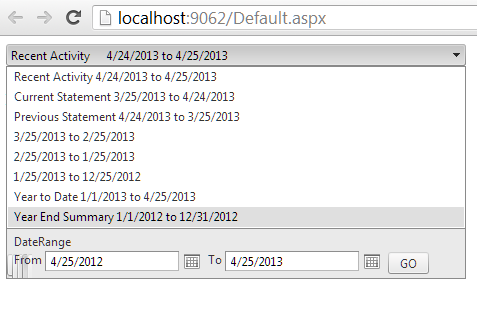 localhost:9062/Default.aspx
Recent Activity 4/24/2013 to 4/25/2013
Recent Activity 4/24/2013 to 4/25/2013
Current Statement 3/25/2013 to 4/24/2013
Previous Statement 4/24/2013 to 3/25/2013
3/25/2013 to 2/25/2013
2/25/2013 to 1/25/2013
1/25/2013 to 12/25/2012
Year to Date 1/1/2013 to 4/25/2013
Year End Summary 1/1/2012 to 12/31/2012
DateRange
From 4/25/2012 To 4/25/2013 GO